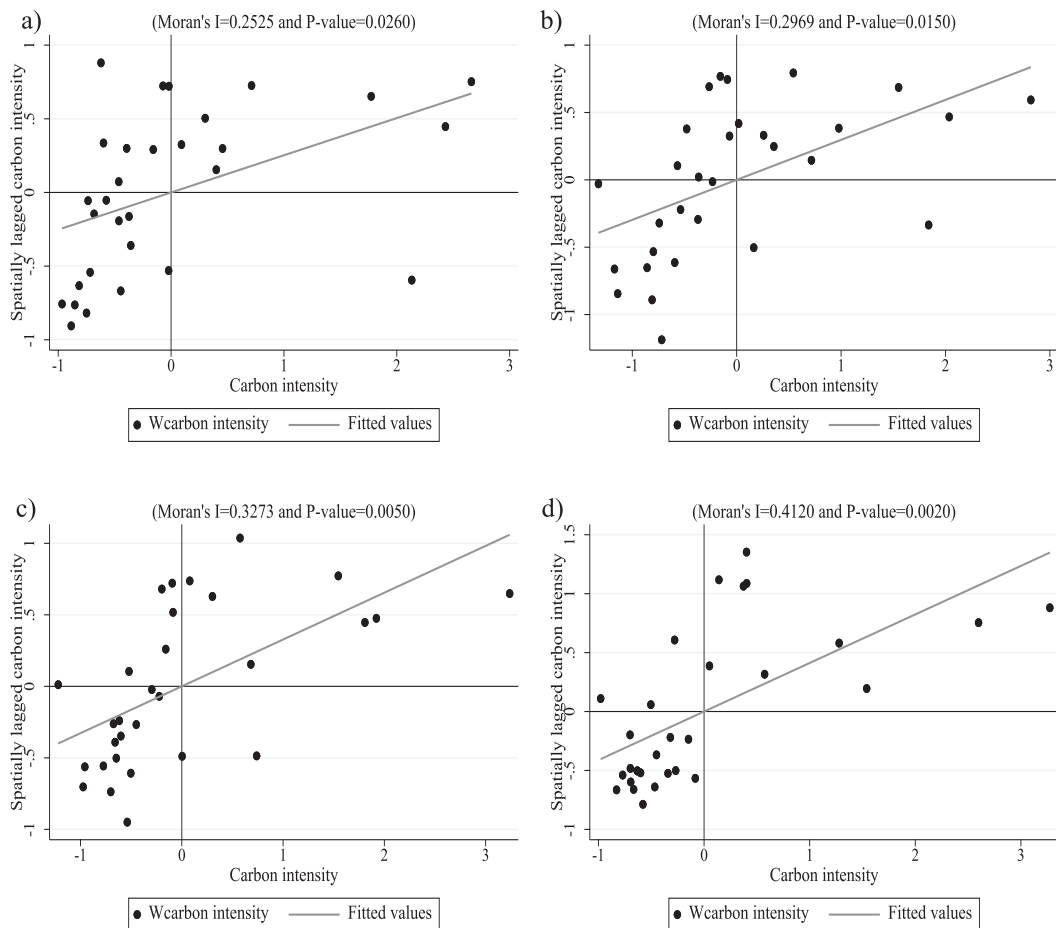 a)
(Moran's I=0.2525 and P-value=0.0260)
Spatially lagged carbon intensity
1
.5
0
-.5
-1
-1 0 1 2 3
Carbon intensity
Wcarbon intensity Fitted values
b)
(Moran's I=0.2969 and P-value=0.0150)
Spatially lagged carbon intensity
1
.5
0
-.5
-1
-1 0 1 2 3
Carbon intensity
Wcarbon intensity Fitted values
c)
(Moran's I=0.3273 and P-value=0.0050)
Spatially lagged carbon intensity
1
.5
0
-.5
-1
-1 0 1 2 3
Carbon intensity
Wcarbon intensity Fitted values
d)
(Moran's I=0.4120 and P-value=0.0020)
Spatially lagged carbon intensity
1.5
1
.5
0
-.5
-1
-1 0 1 2 3
Carbon intensity
Wcarbon intensity Fitted values